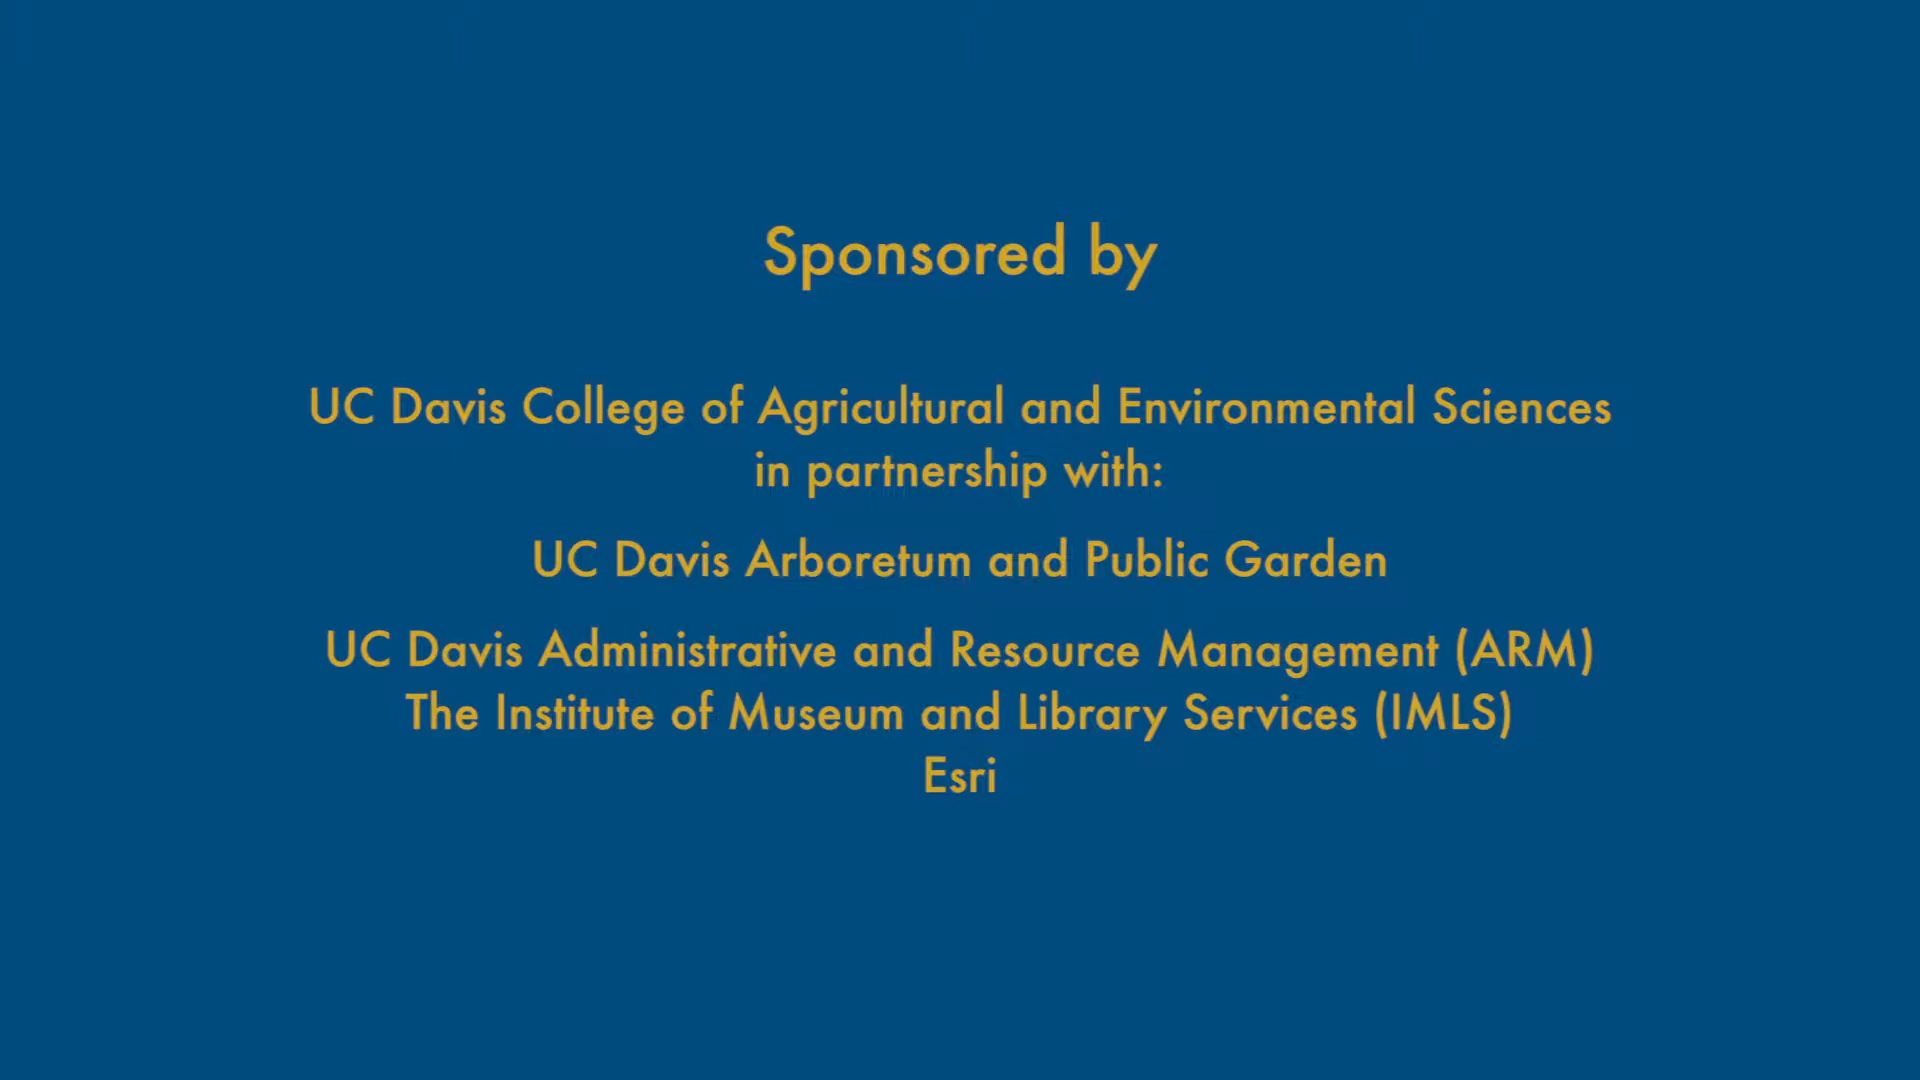 Sponsored by
UC Davis College of Agricultural and Environmental Sciences
in partnership with:
UC Davis Arboretum and Public Garden
UC Davis Administrative and Resource Management (ARM)
The Institute of Museum and Library Services (IMLS)
Esri